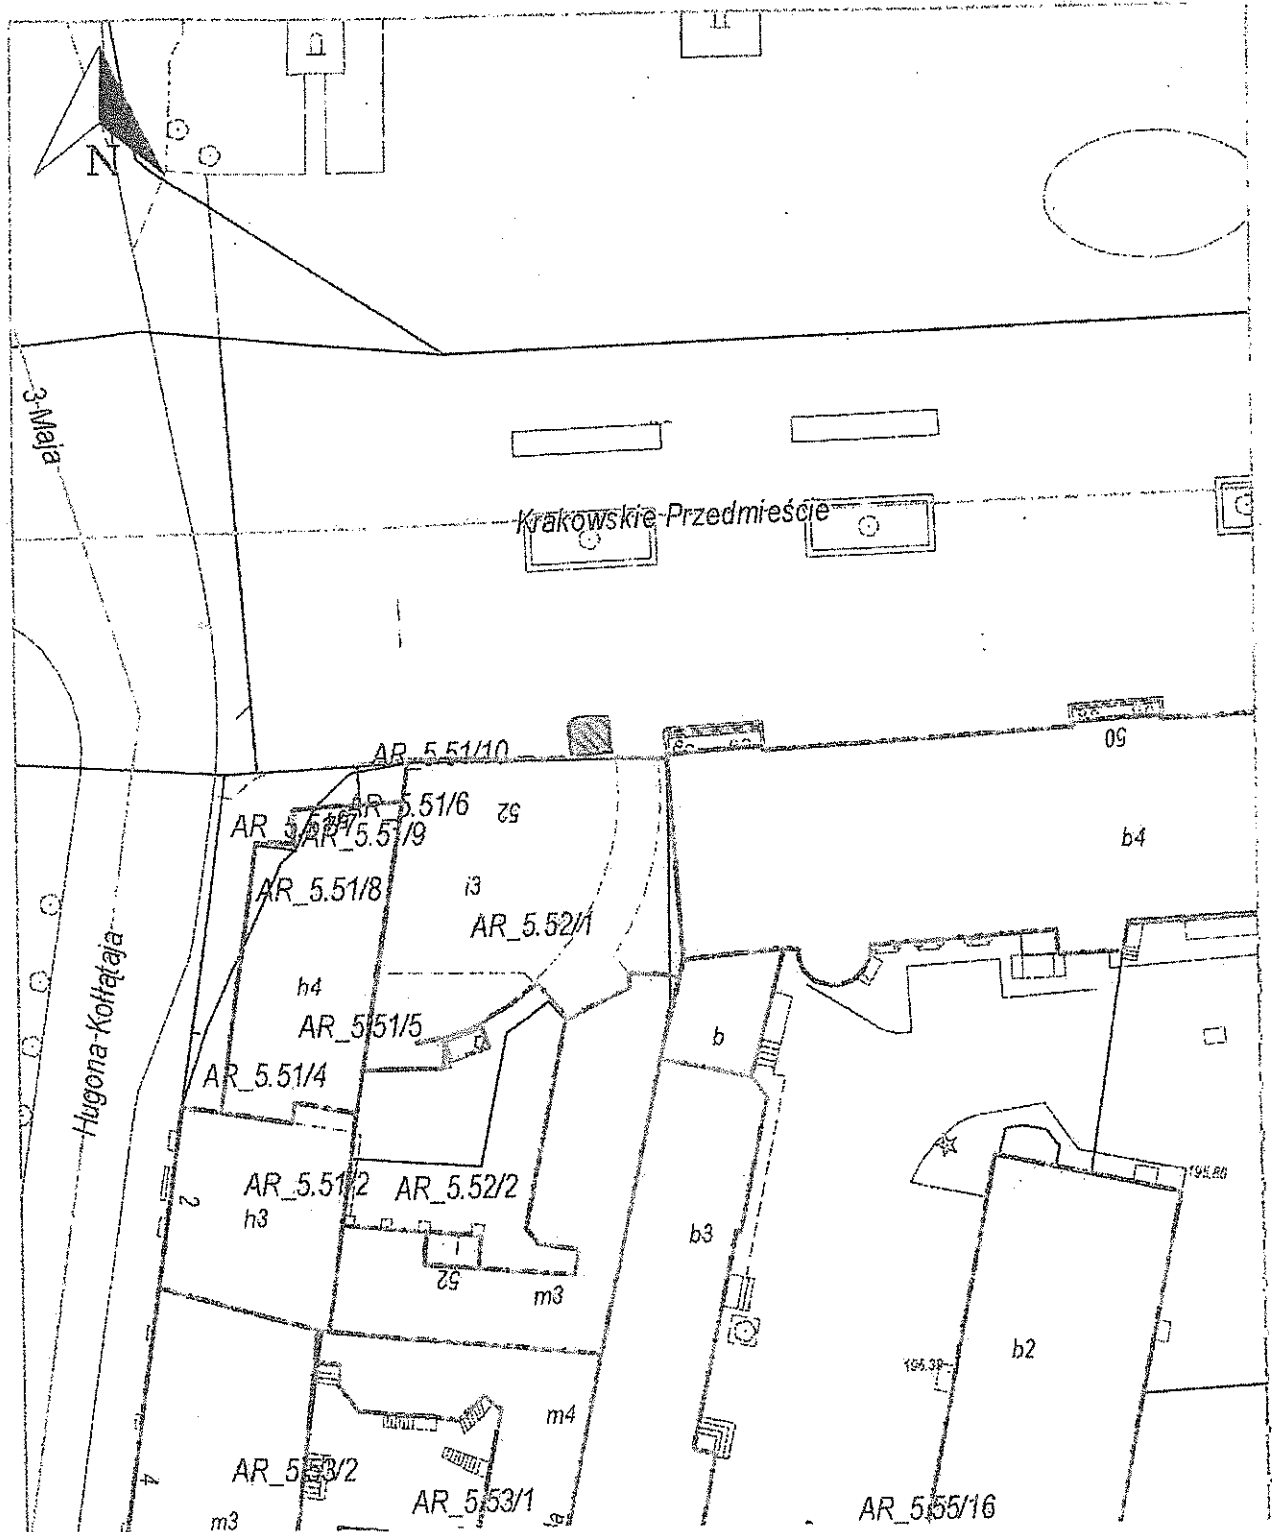 N
3-Maja
Krakowskie-Przedmieście
AR_5.51/10
50
AR_5.51/6
52
AR_5.51/9
b4
AR_5.51/8
i3
AR_5.52/1
h4
AR_5.51/5
b
AR_5.51/4
Hugona-Kołłątaja
195.86
AR_5.51/2
AR_5.52/2
2
h3
b3
52
m3
b2
m4
AR_5.53/2
4
AR_5.53/1
AR_5.55/16
m3